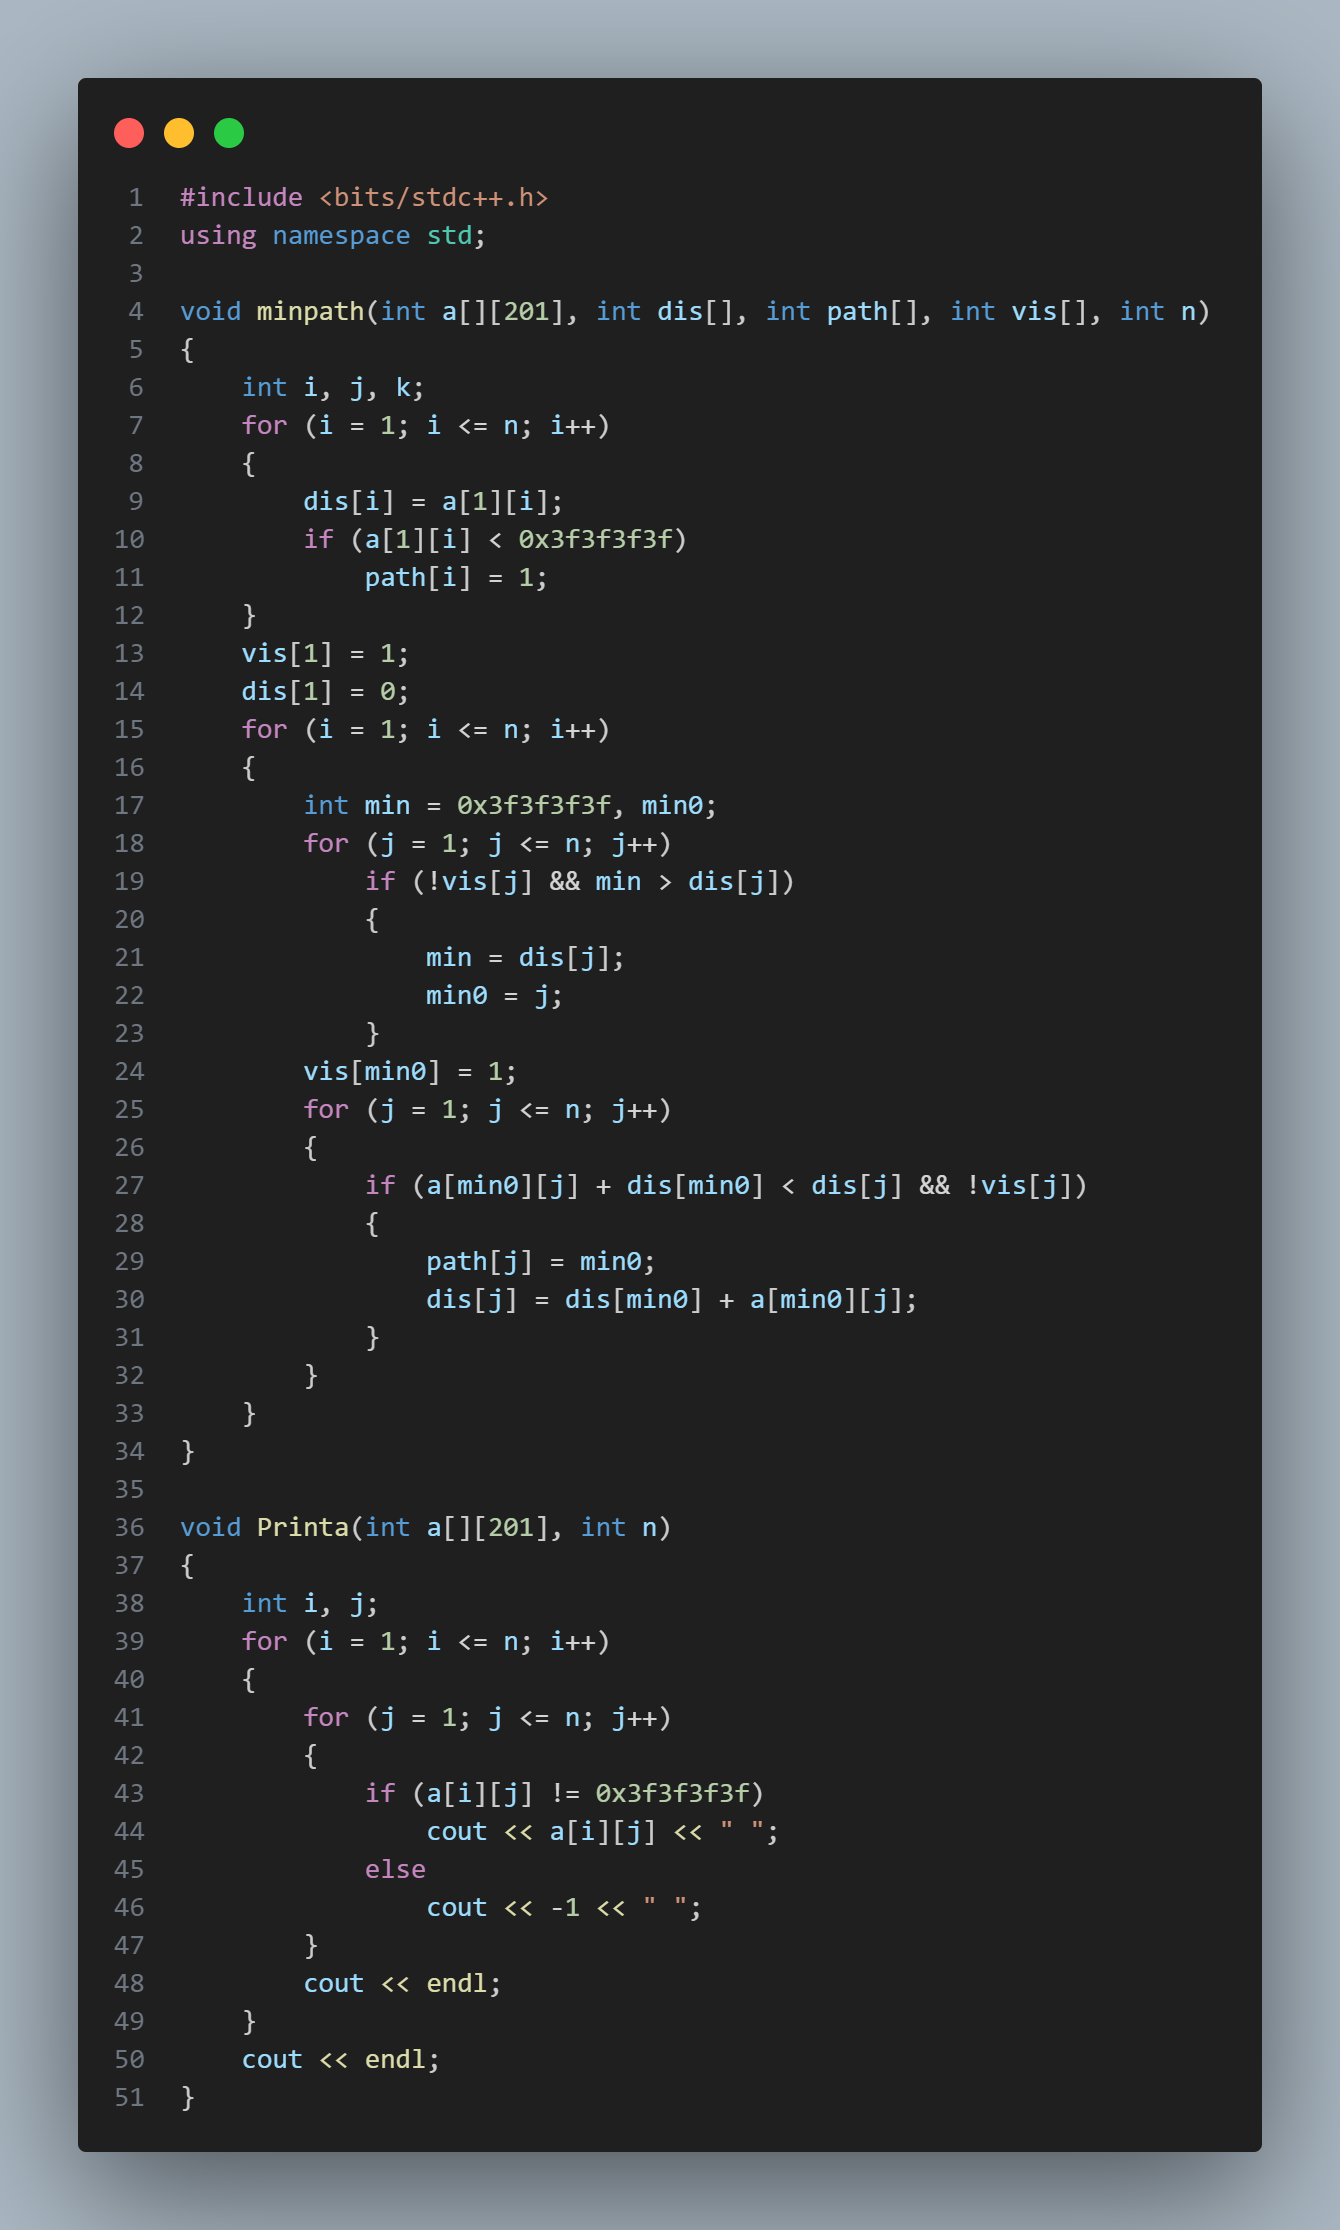 1 #include <bits/stdc++.h>
2 using namespace std;
3
4 void minpath(int a[][201], int dis[], int path[], int vis[], int n)
5 {
6     int i, j, k;
7     for (i = 1; i <= n; i++)
8     {
9         dis[i] = a[1][i];
10         if (a[1][i] < 0x3f3f3f3f)
11             path[i] = 1;
12     }
13     vis[1] = 1;
14     dis[1] = 0;
15     for (i = 1; i <= n; i++)
16     {
17         int min = 0x3f3f3f3f, min0;
18         for (j = 1; j <= n; j++)
19             if (!vis[j] && min > dis[j])
20             {
21                 min = dis[j];
22                 min0 = j;
23             }
24         vis[min0] = 1;
25         for (j = 1; j <= n; j++)
26         {
27             if (a[min0][j] + dis[min0] < dis[j] && !vis[j])
28             {
29                 path[j] = min0;
30                 dis[j] = dis[min0] + a[min0][j];
31             }
32         }
33     }
34 }
35
36 void Printa(int a[][201], int n)
37 {
38     int i, j;
39     for (i = 1; i <= n; i++)
40     {
41         for (j = 1; j <= n; j++)
42         {
43             if (a[i][j] != 0x3f3f3f3f)
44                 cout << a[i][j] << " ";
45             else
46                 cout << -1 << " ";
47         }
48         cout << endl;
49     }
50     cout << endl;
51 }